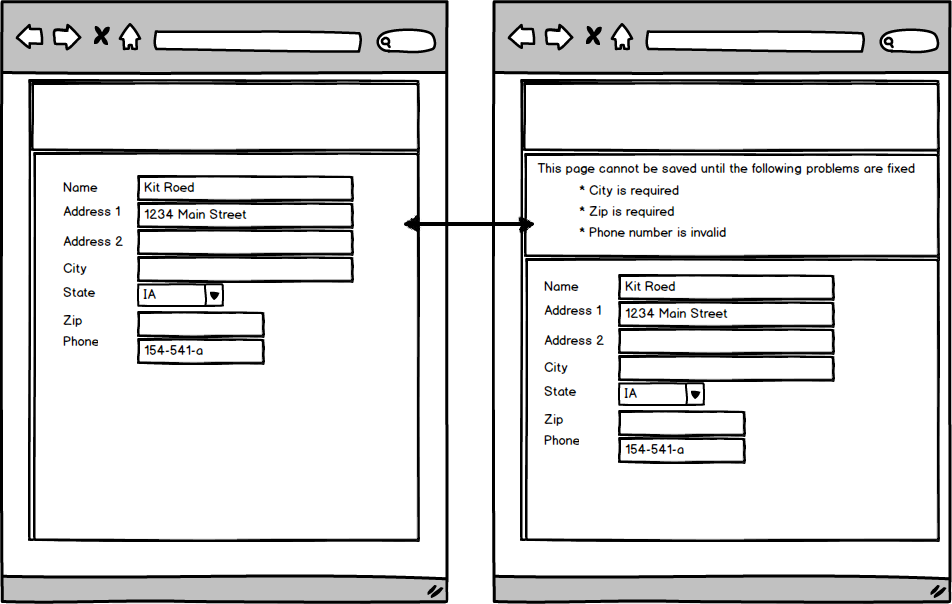 Name Kit Roed
Address 1 1234 Main Street
Address 2
City
State IA
Zip
Phone 154-541-a
This page cannot be saved until the following problems are fixed
* City is required
* Zip is required
* Phone number is invalid
Name Kit Roed
Address 1 1234 Main Street
Address 2
City
State IA
Zip
Phone 154-541-a